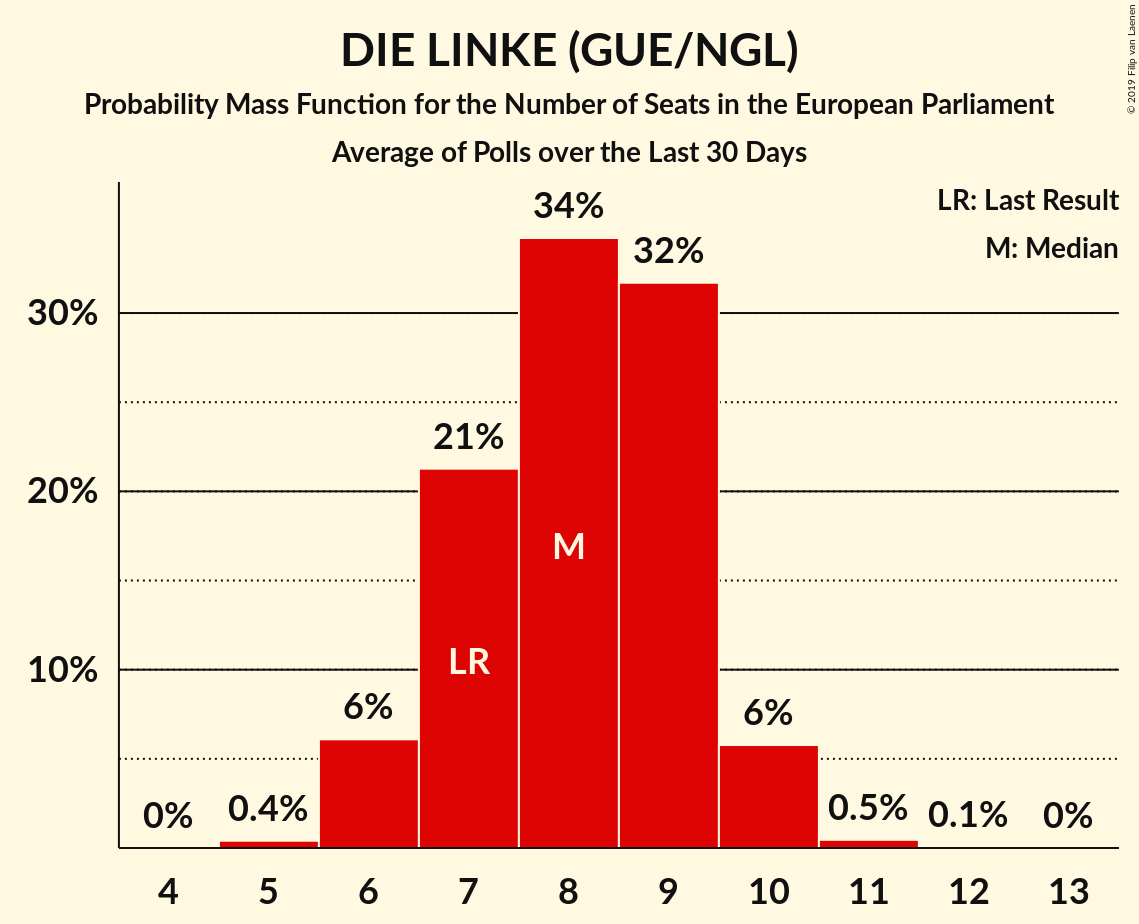 DIE LINKE (GUE/NGL)
Probability Mass Function for the Number of Seats in the European Parliament
Average of Polls over the Last 30 Days
© 2019 Filip van Laenen
LR: Last Result
M: Median
34%
32%
30%
21%
20%
M
LR
10%
6%
6%
0%
0.4%
0.5%
0.1%
0%
4 5 6 7 8 9 10 11 12 13